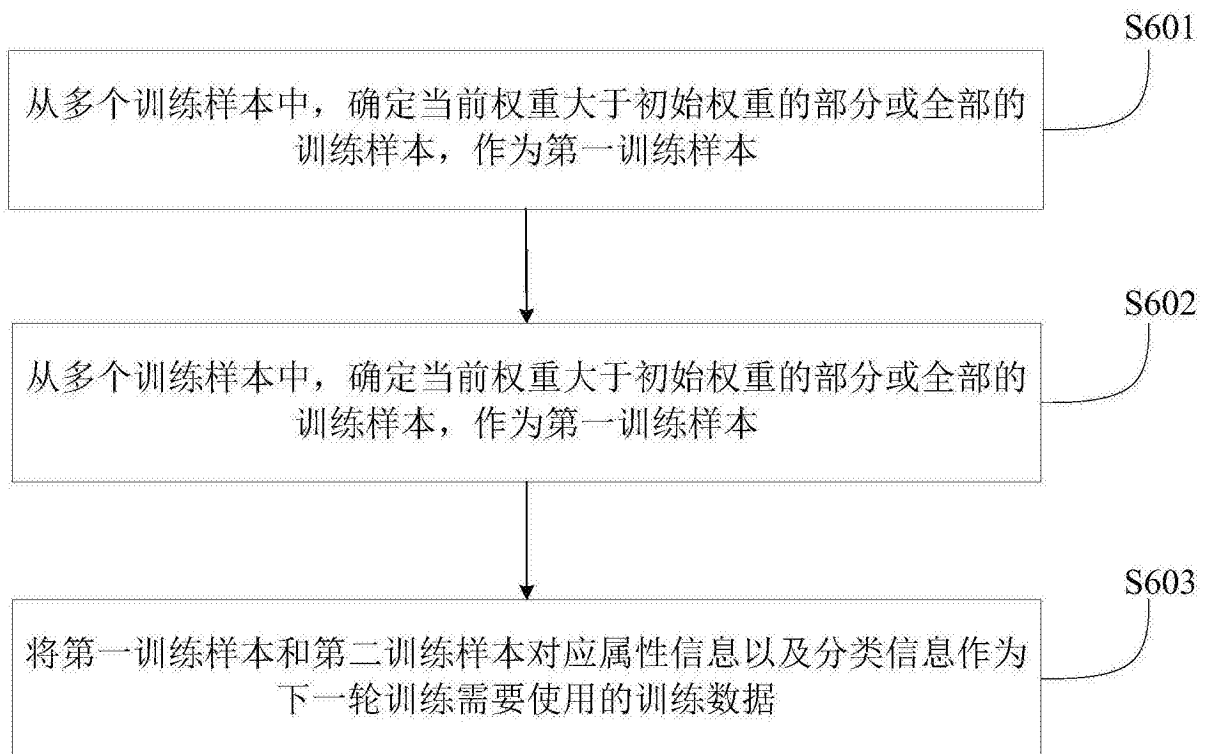 S601
从多个训练样本中，确定当前权重大于初始权重的部分或全部的
训练样本，作为第一训练样本
S602
从多个训练样本中，确定当前权重大于初始权重的部分或全部的
训练样本，作为第一训练样本
S603
将第一训练样本和第二训练样本对应属性信息以及分类信息作为
下一轮训练需要使用的训练数据